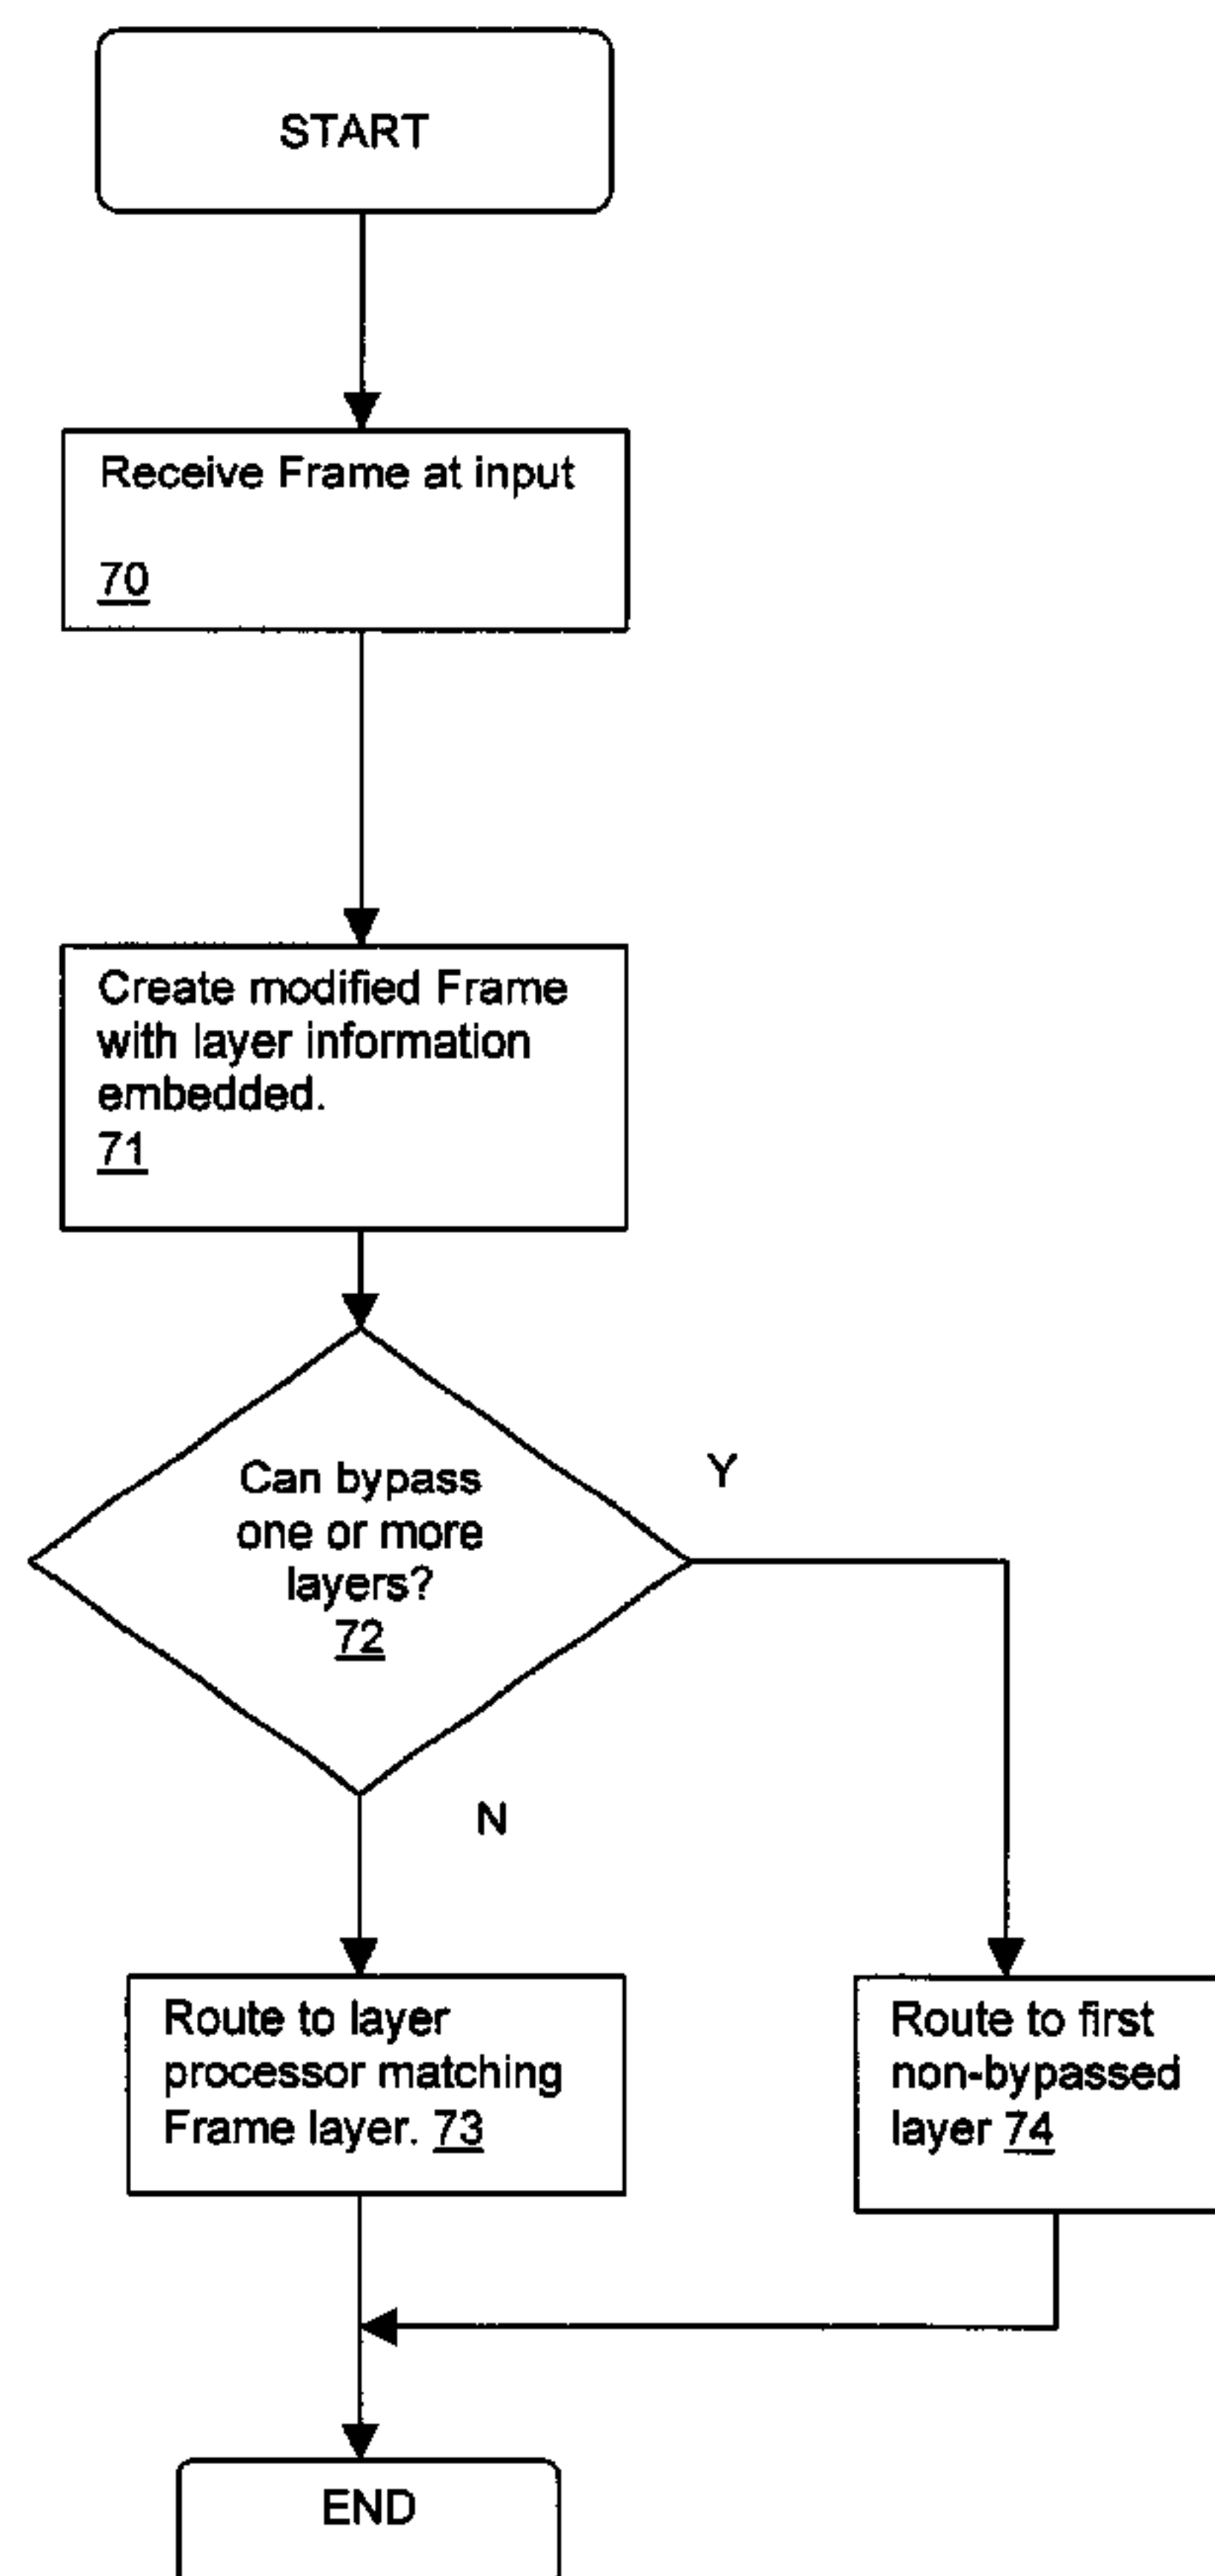 START
Receive Frame at input
70
Create modified Frame
with layer information
embedded.
71
Can bypass
one or more
layers?
72
Y
N
Route to layer
processor matching
Frame layer. 73
Route to first
non-bypassed
layer 74
END